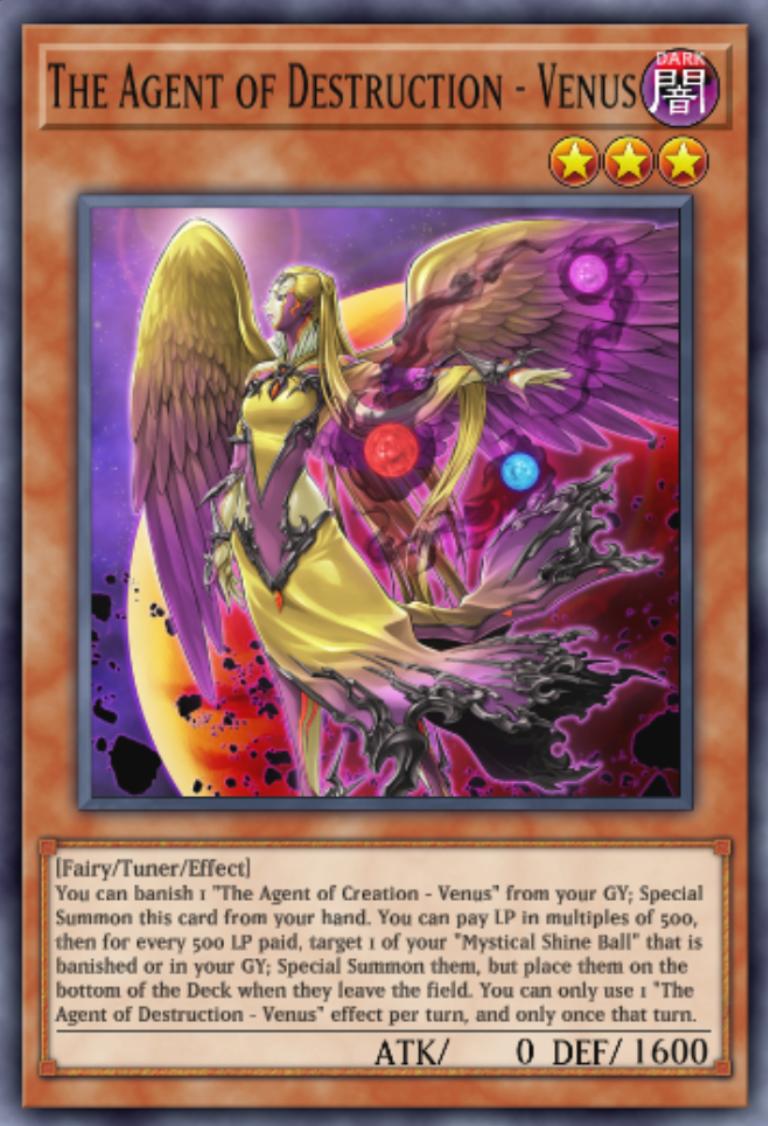 THE AGENT OF DESTRUCTION - VENUS
DARK
闇
[Fairy/Tuner/Effect]
You can banish 1 "The Agent of Creation - Venus" from your GY; Special
Summon this card from your hand. You can pay LP in multiples of 500,
then for every 500 LP paid, target 1 of your "Mystical Shine Ball" that is
banished or in your GY; Special Summon them, but place them on the
bottom of the Deck when they leave the field. You can only use 1 "The
Agent of Destruction - Venus" effect per turn, and only once that turn.
ATK/ 0 DEF/ 1600